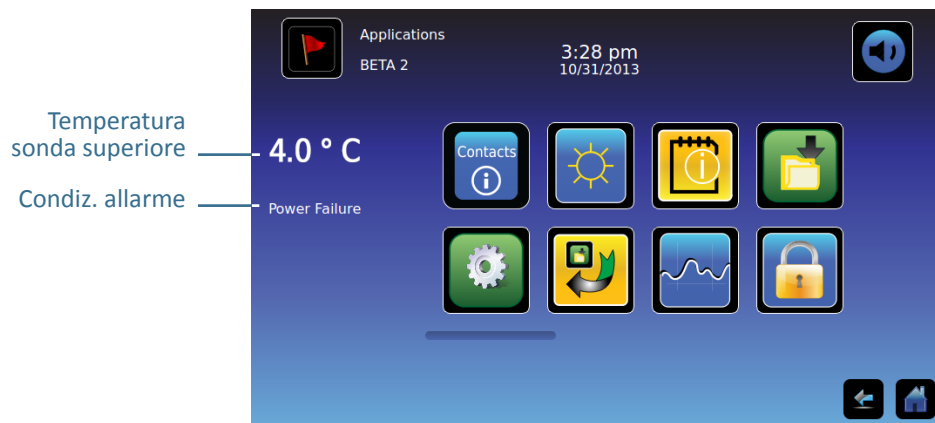 Applications
BETA 2
3:28 pm
10/31/2013
Temperatura
sonda superiore
4.0 ° C
Contacts
i
i
Condiz. allarme
Power Failure